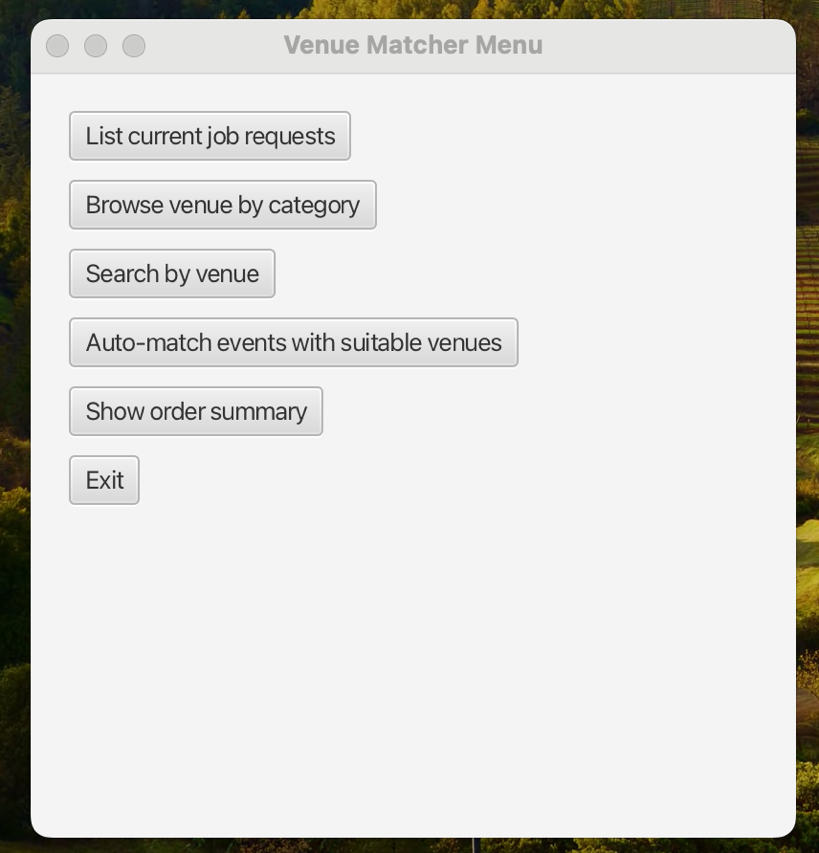 Venue Matcher Menu
List current job requests
Browse venue by category
Search by venue
Auto-match events with suitable venues
Show order summary
Exit